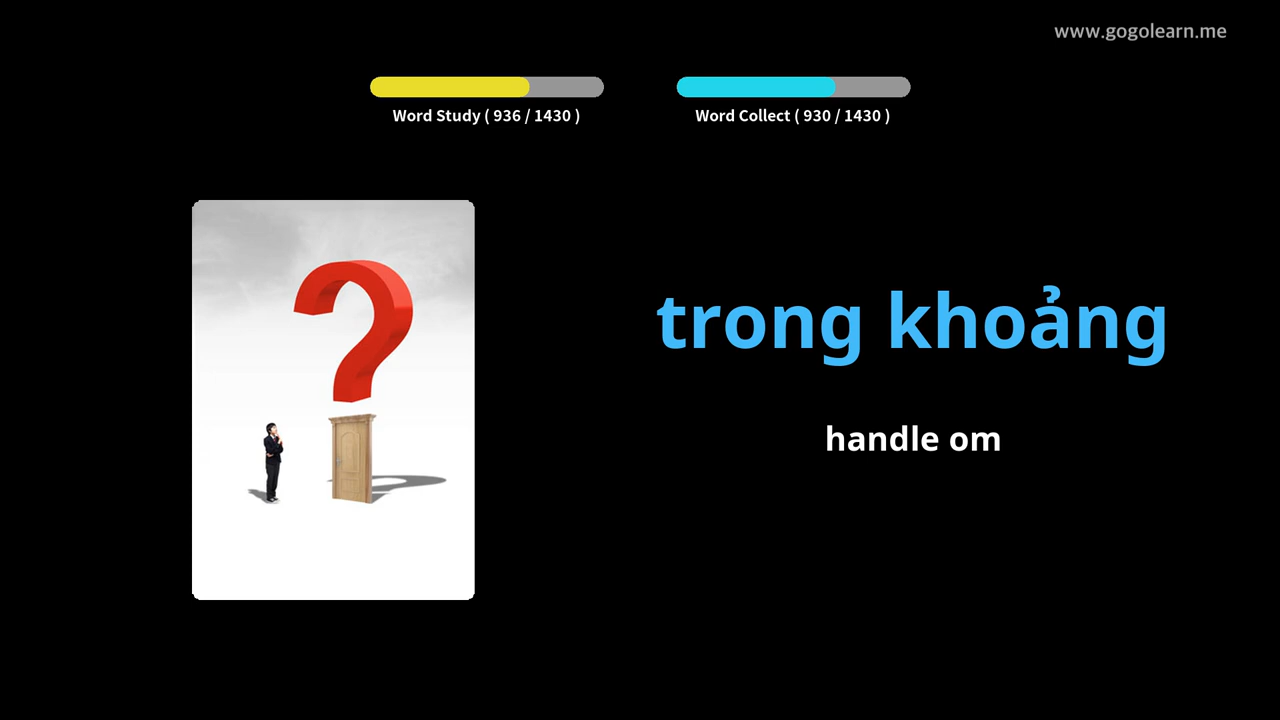 www.gogolearn.me
Word Study ( 936 / 1430 )
Word Collect ( 930 / 1430 )
trong khoảng
handle om